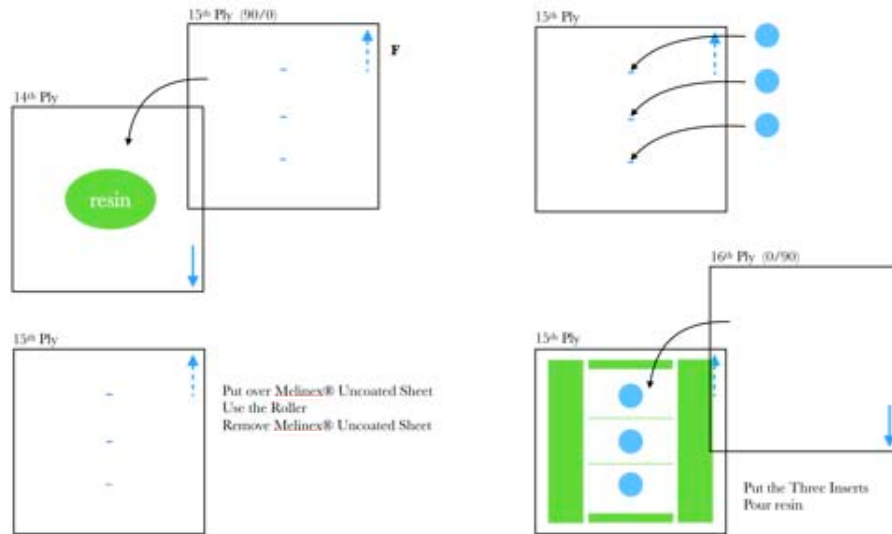 15th Ply (90/0)
F
14th Ply
resin
15th Ply
Put over Melinex® Uncoated Sheet
Use the Roller
Remove Melinex® Uncoated Sheet
15th Ply
16th Ply (0/90)
15th Ply
Put the Three Inserts
Pour resin